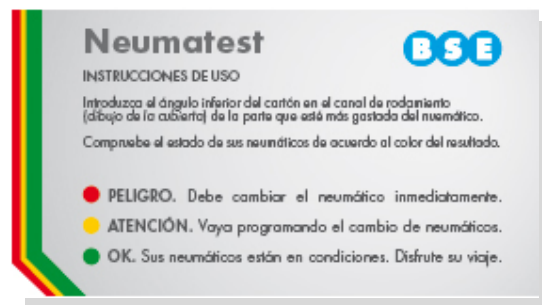 Neumatest
BSE
INSTRUCCIONES DE USO
Introduzca el ángulo inferior del cartón en el canal de rodamiento
(dibujo de la cubierta) de la parte que esté más gastada del nuemático.
Compruebe el estado de sus neumáticos de acuerdo al color del resultado.
PELIGRO. Debe cambiar el neumático inmediatamente.
ATENCIÓN. Vaya programando el cambio de neumáticos.
OK. Sus neumáticos están en condiciones. Disfrute su viaje.